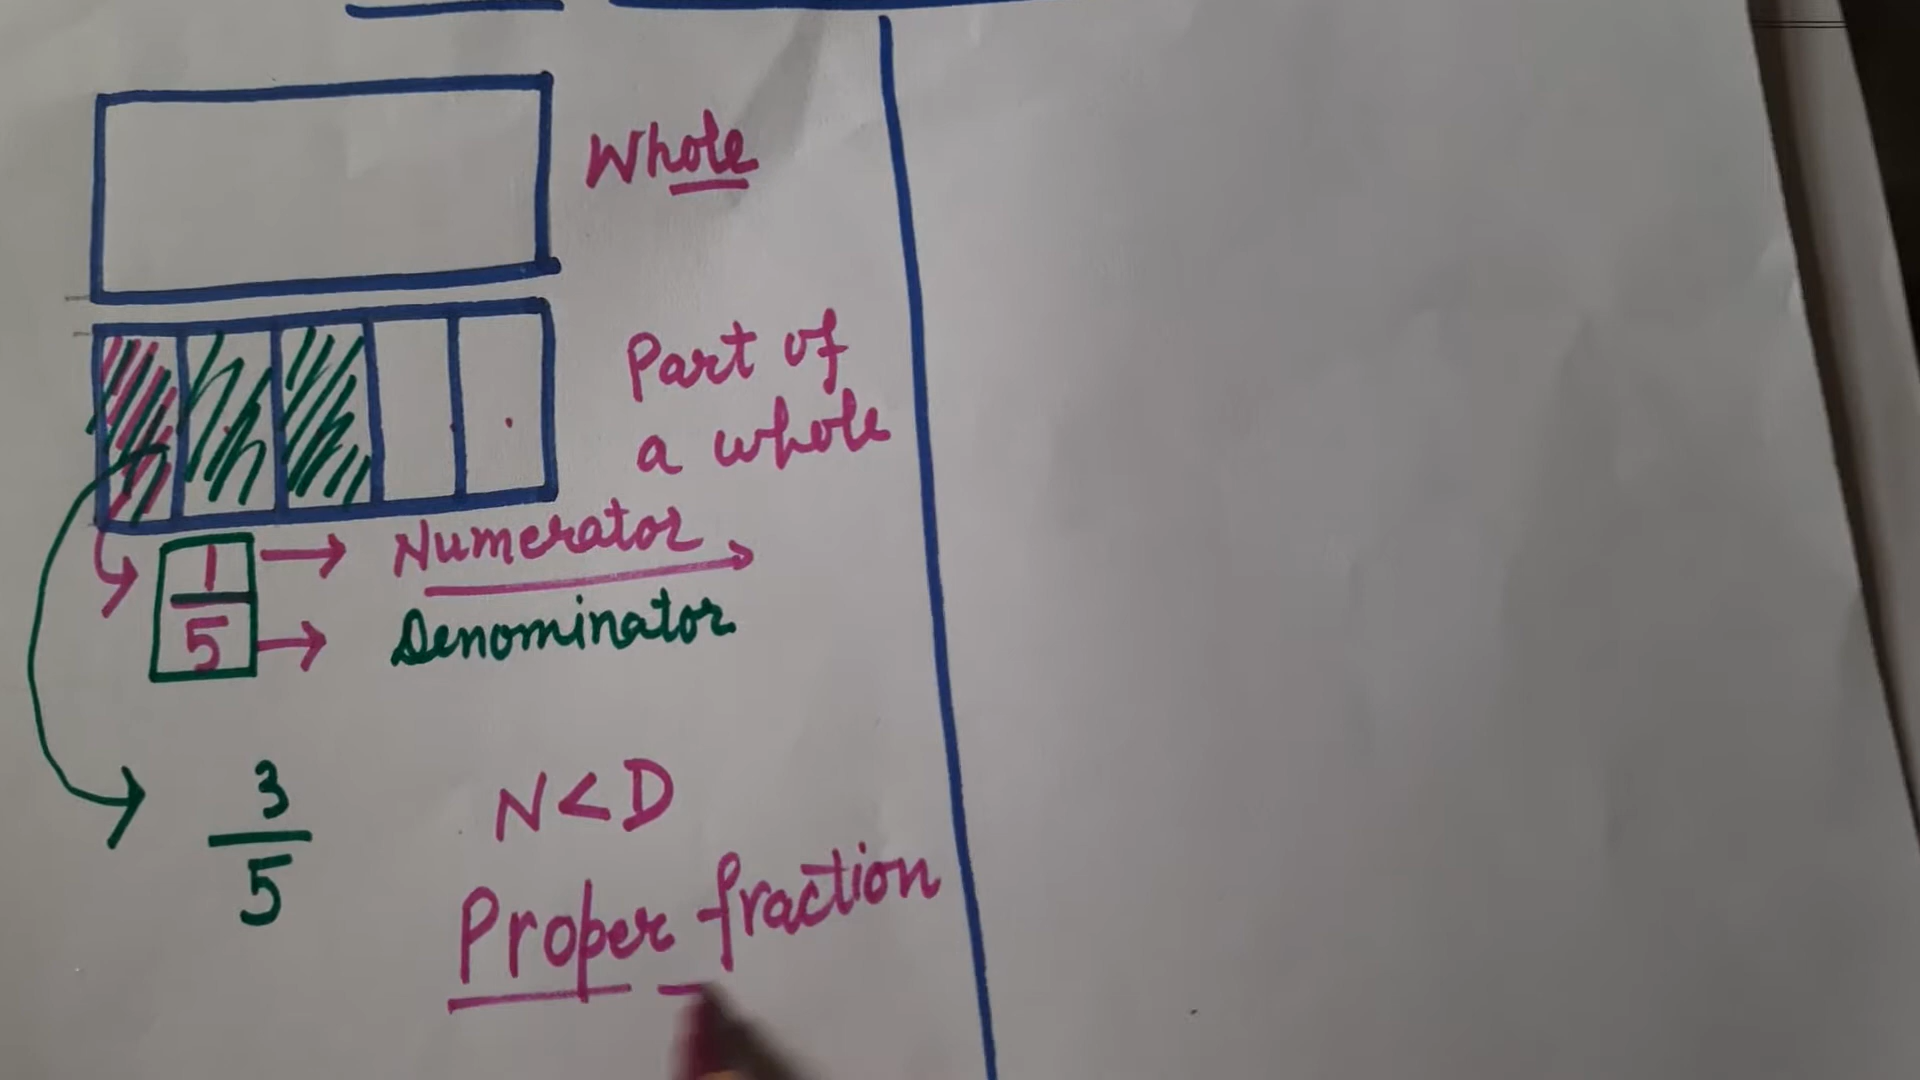 Whole
Part of
a whole
1 → Numerator
5 → Denominator
3
5
N<D
Proper fraction